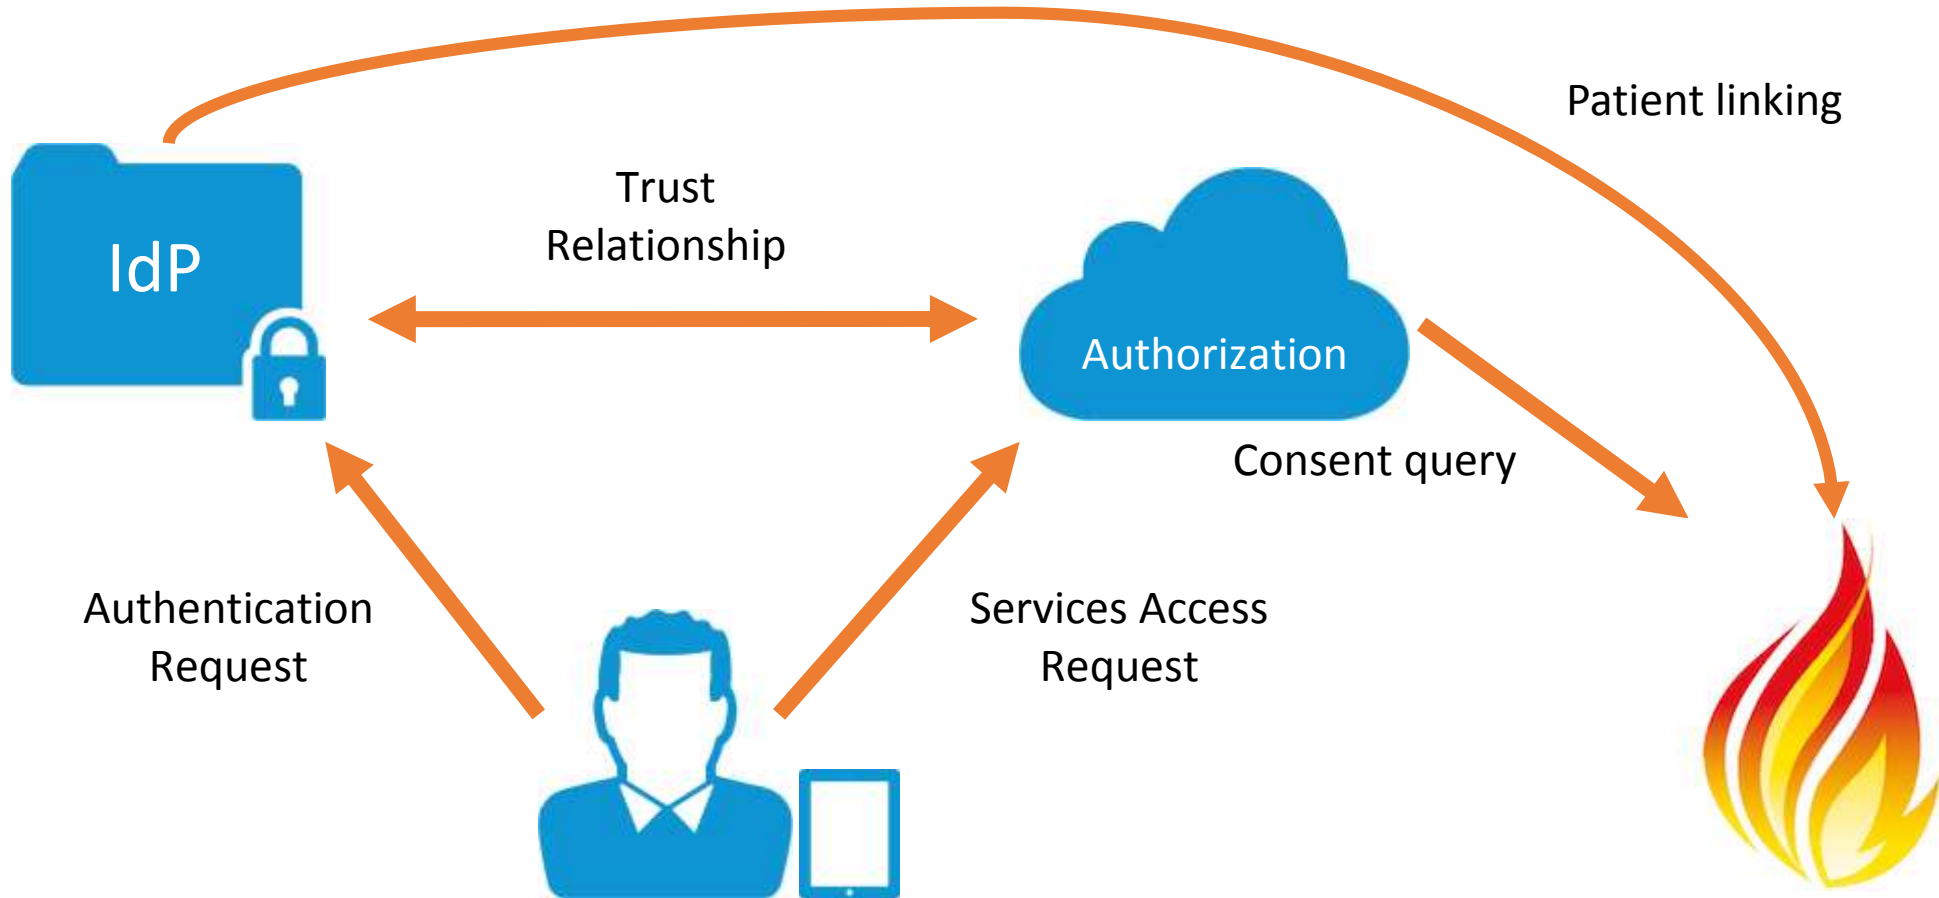 Patient linking
Trust
Relationship
IdP
Authorization
Consent query
Authentication
Request
Services Access
Request